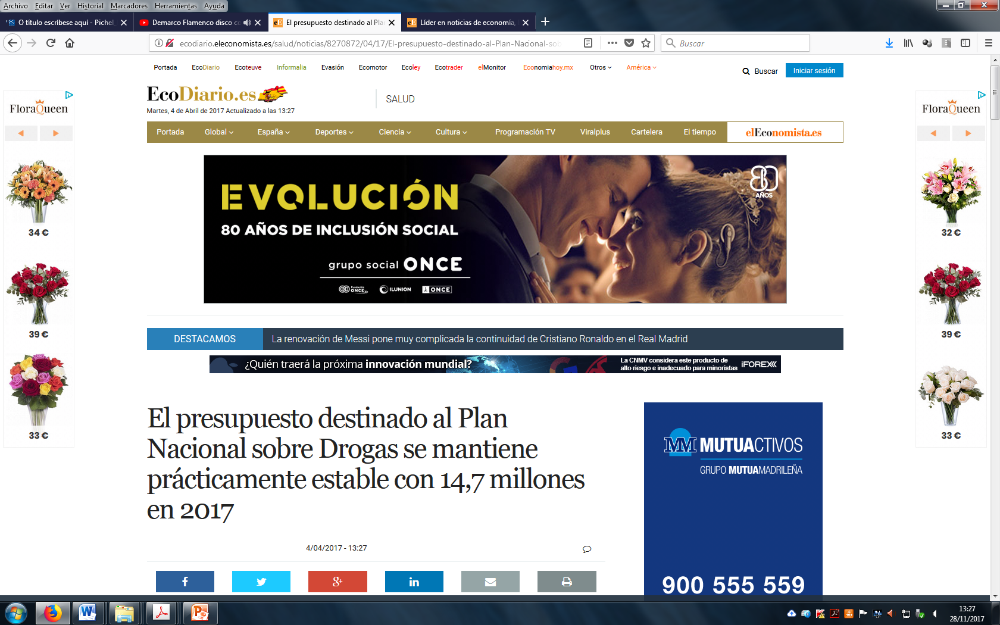 Archivo Editar Ver Historial Marcadores Herramientas Ayuda
O título escríbese aquí - Pichel_
Demarco Flamenco disco co
El presupuesto destinado al Pla
Líder en noticias de economía,
ecodiario.eleconomista.es/salud/noticias/8270872/04/17/El-presupuesto-destinado-al-Plan-Nacional-sob
Buscar
Portada EcoDiario Ecoteuve Informalia Evasión Ecomotor Ecoley Ecotrader elMonitor Economiahoy.mx Otros América
Buscar
Iniciar sesión
EcoDiario.es
SALUD
Martes, 4 de Abril de 2017 Actualizado a las 13:27
Portada Global España Deportes Ciencia Cultura Programación TV Viralplus Cartelera El tiempo elEconomista.es
FloraQueen
34 €
39 €
33 €
EVOLUCIÓN
80 AÑOS DE INCLUSIÓN SOCIAL
grupo social ONCE
Fundación
ONCE
ILUNION
ONCE
80
AÑOS
FloraQueen
32 €
39 €
33 €
DESTACAMOS
La renovación de Messi pone muy complicada la continuidad de Cristiano Ronaldo en el Real Madrid
¿Quién traerá la próxima innovación mundial?
La CNMV considera este producto de
alto riesgo e inadecuado para minoristas
iFOREX
El presupuesto destinado al Plan
Nacional sobre Drogas se mantiene
prácticamente estable con 14,7 millones
en 2017
4/04/2017 - 13:27
MM MUTUACTIVOS
GRUPO MUTUAMADRILEÑA
900 555 559
13:27
28/11/2017